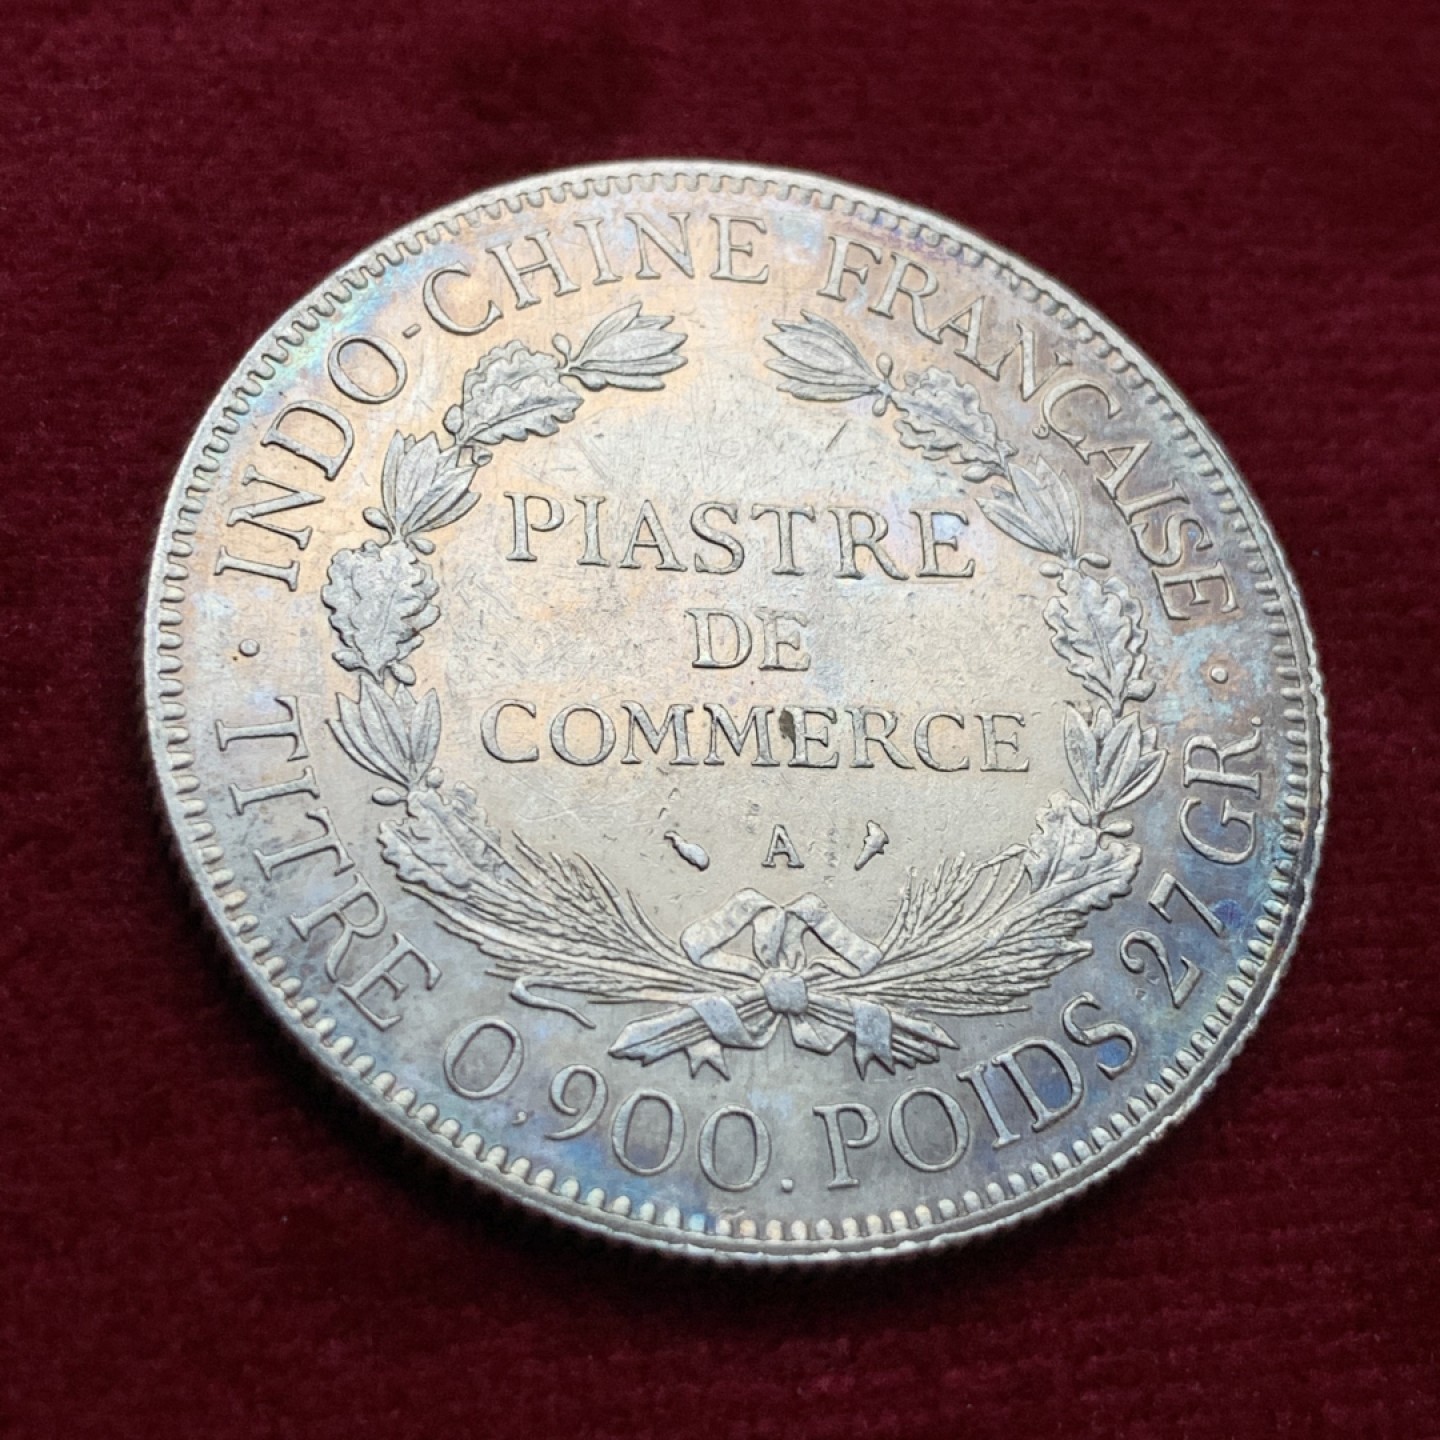 · INDO-CHINE FRANÇAISE ·
PIASTRE
DE
COMMERCE
A
TITRE 0,900. POIDS 27 GR.